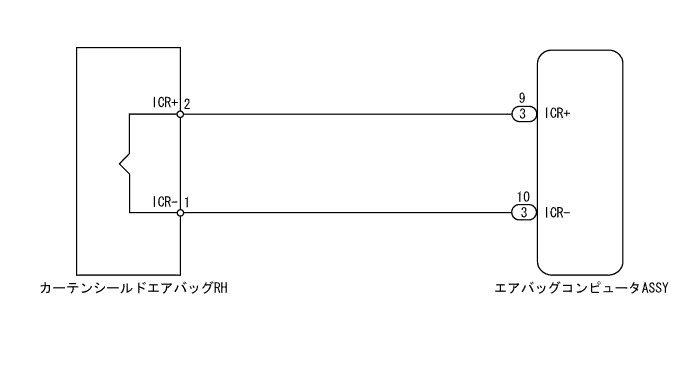 ICR+ 2
9
3 ICR+
ICR- 1
10
3 ICR-
カーテンシールドエアバッグRH
エアバッグコンピュータASSY